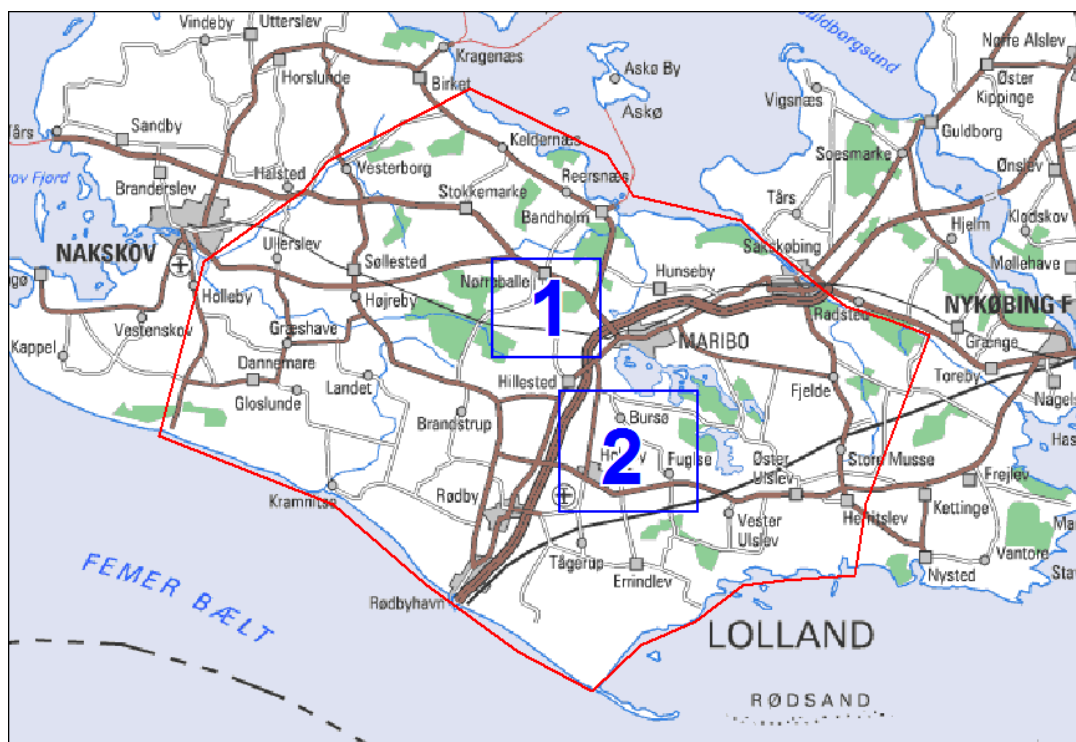 Vindeby
Utterslev
Kragenæs
Horslunde
Birket
Askø By
Askø
Vigsnæs
Guldborgsund
Nørre Alslev
Øster
Kippinge
Guldborg
Tårs
Sandby
Keldernæs
Soesmarke
Ønslev
Vesterborg
Halsted
Branderslev
Reersnæs
Stokkemarke
Tårs
Bandholm
Klodskov
Hjelm
NAKSKOV
Ullerslev
Søllested
Sakskøbing
Hunseby
Møllehave
Nørreballe
1
Højreby
Holleby
Vestenskov
Radsted
NYKØBING F
Græshave
MARIBO
Grænge
Kappel
Dannemare
Landet
Hillested
Fjelde
Toreby
Gloslunde
Brandstrup
Bursø
2
Fuglse
Øster
Ulslev
Store Musse
Frejlev
Kramnitse
Rødby
Vester
Ulslev
Herritslev
Kettinge
Tågerup
Errindlev
Nysted
Vantore
Rødbyhavn
FEMER BÆLT
LOLLAND
RØDSAND